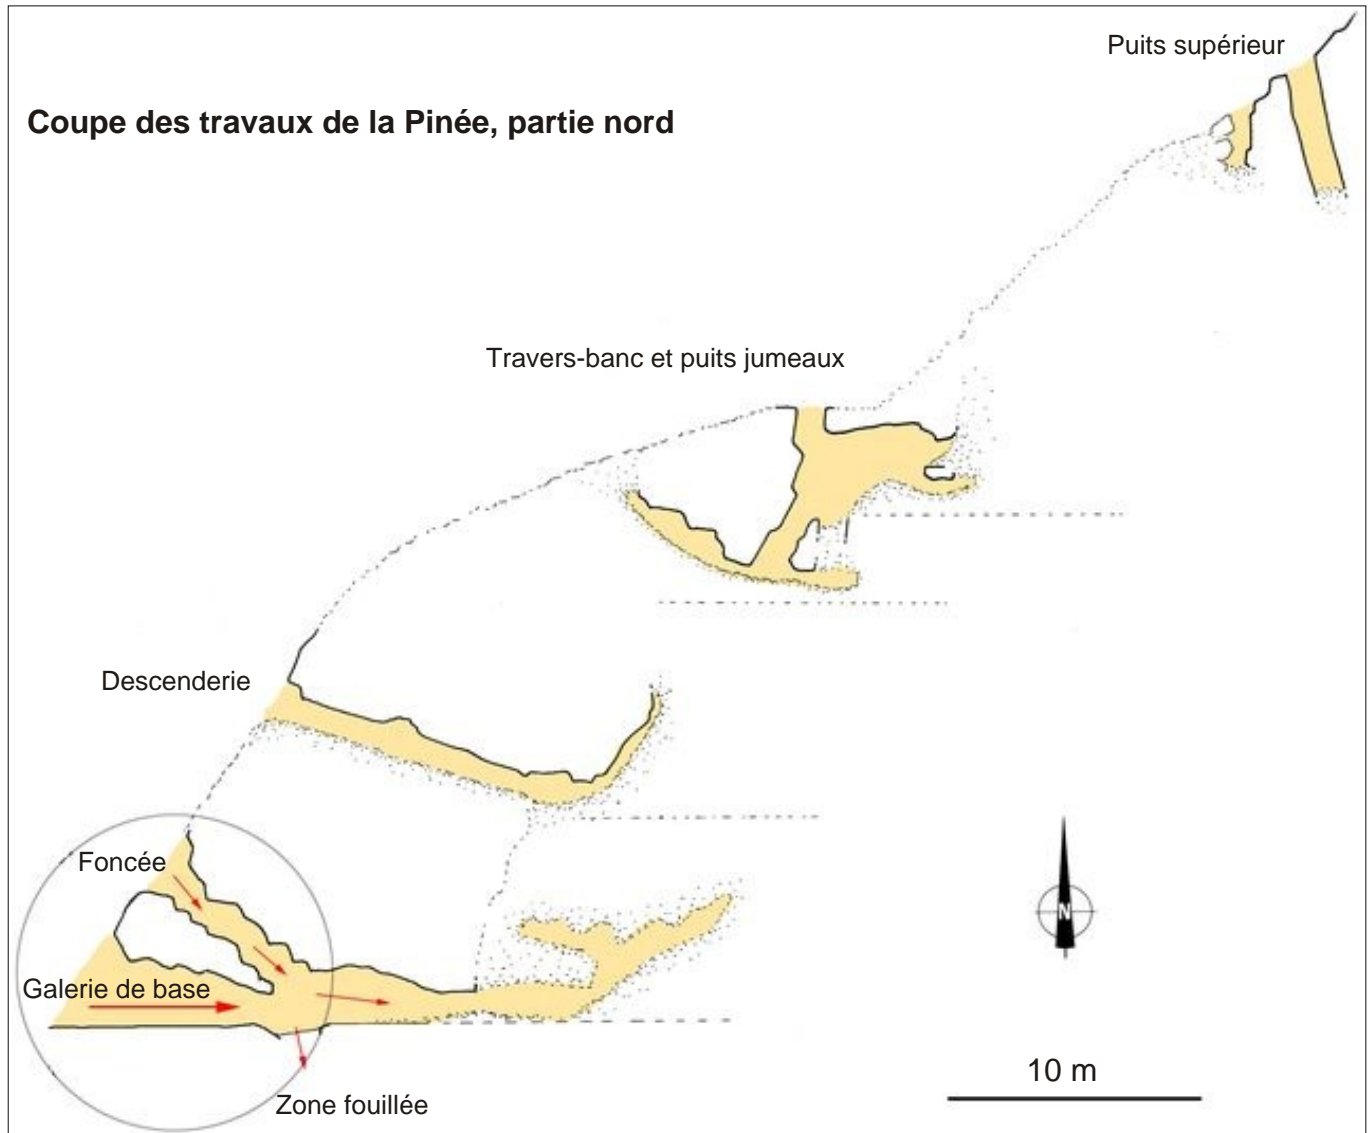 Puits supérieur
Coupe des travaux de la Pinée, partie nord
Travers-banc et puits jumeaux
Descenderie
Foncée
N
Galerie de base
10 m
Zone fouillée